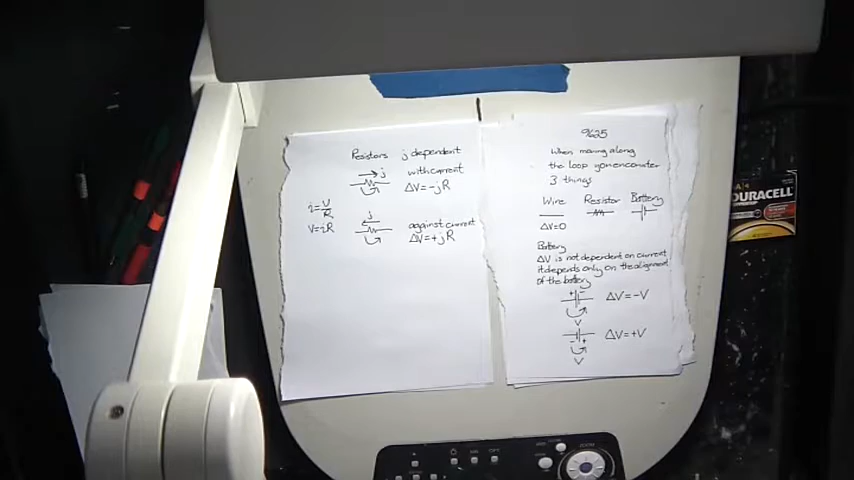 Resistors j dependent
j with current
ΔV=-jR
i=V/R
V=iR
j against current
ΔV=+jR
%25
When moving along
the loop you encounter
3 things
Wire Resistor Battery
ΔV=0
Battery
ΔV is not dependent on current
it depends only on the alignment
of the battery
+ - ΔV=-V
V
- + ΔV=+V
V
DURACELL
ZOOM